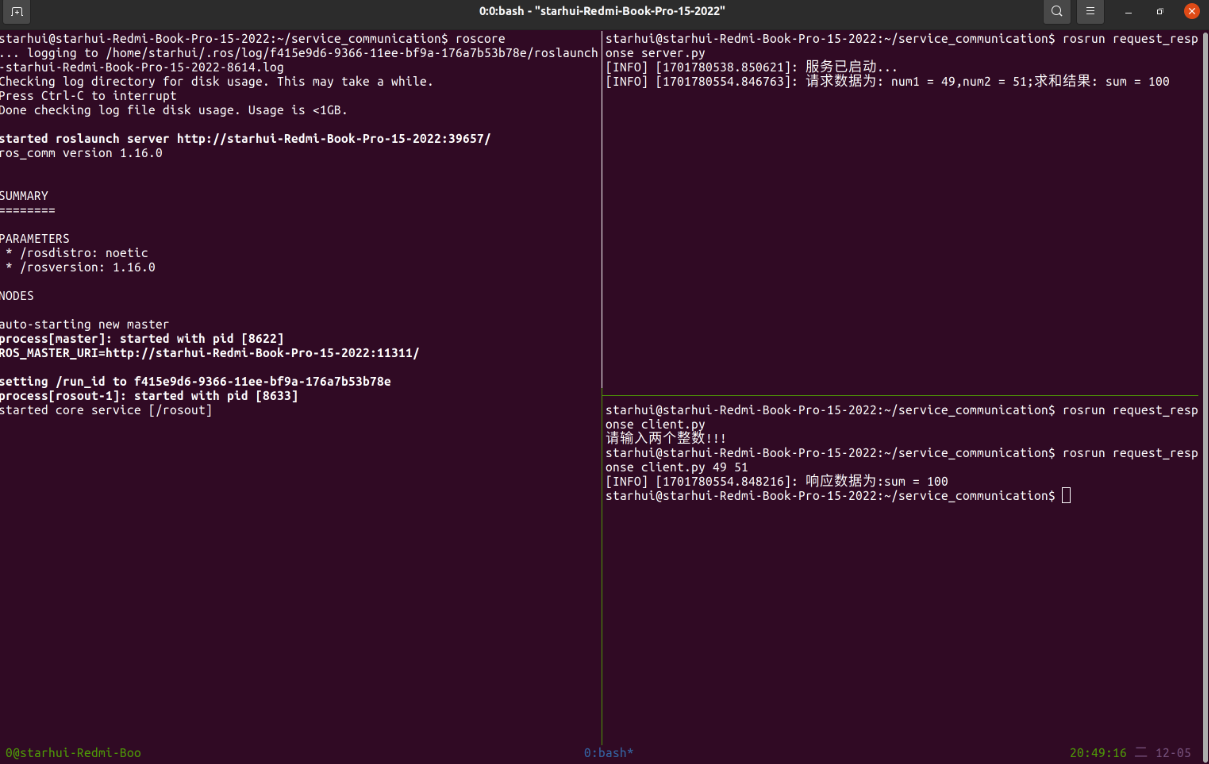 0:0:bash - "starhui-Redmi-Book-Pro-15-2022"
starhui@starhui-Redmi-Book-Pro-15-2022:~/service_communication$ roscore
... logging to /home/starhui/.ros/log/f415e9d6-9366-11ee-bf9a-176a7b53b78e/roslaunch
-starhui-Redmi-Book-Pro-15-2022-8614.log
Checking log directory for disk usage. This may take a while.
Press Ctrl-C to interrupt
Done checking log file disk usage. Usage is <1GB.
started roslaunch server http://starhui-Redmi-Book-Pro-15-2022:39657/
ros_comm version 1.16.0
SUMMARY
========
PARAMETERS
* /rosdistro: noetic
* /rosversion: 1.16.0
NODES
auto-starting new master
process[master]: started with pid [8622]
ROS_MASTER_URI=http://starhui-Redmi-Book-Pro-15-2022:11311/
setting /run_id to f415e9d6-9366-11ee-bf9a-176a7b53b78e
process[rosout-1]: started with pid [8633]
started core service [/rosout]
starhui@starhui-Redmi-Book-Pro-15-2022:~/service_communication$ rosrun request_resp
onse server.py
[INFO] [1701780538.850621]: 服务已启动...
[INFO] [1701780554.846763]: 请求数据为: num1 = 49,num2 = 51;求和结果: sum = 100
starhui@starhui-Redmi-Book-Pro-15-2022:~/service_communication$ rosrun request_resp
onse client.py
请输入两个整数!!!
starhui@starhui-Redmi-Book-Pro-15-2022:~/service_communication$ rosrun request_resp
onse client.py 49 51
[INFO] [1701780554.848216]: 响应数据为:sum = 100
starhui@starhui-Redmi-Book-Pro-15-2022:~/service_communication$
0@starhui-Redmi-Boo
0:bash*
20:49:16 二 12-05